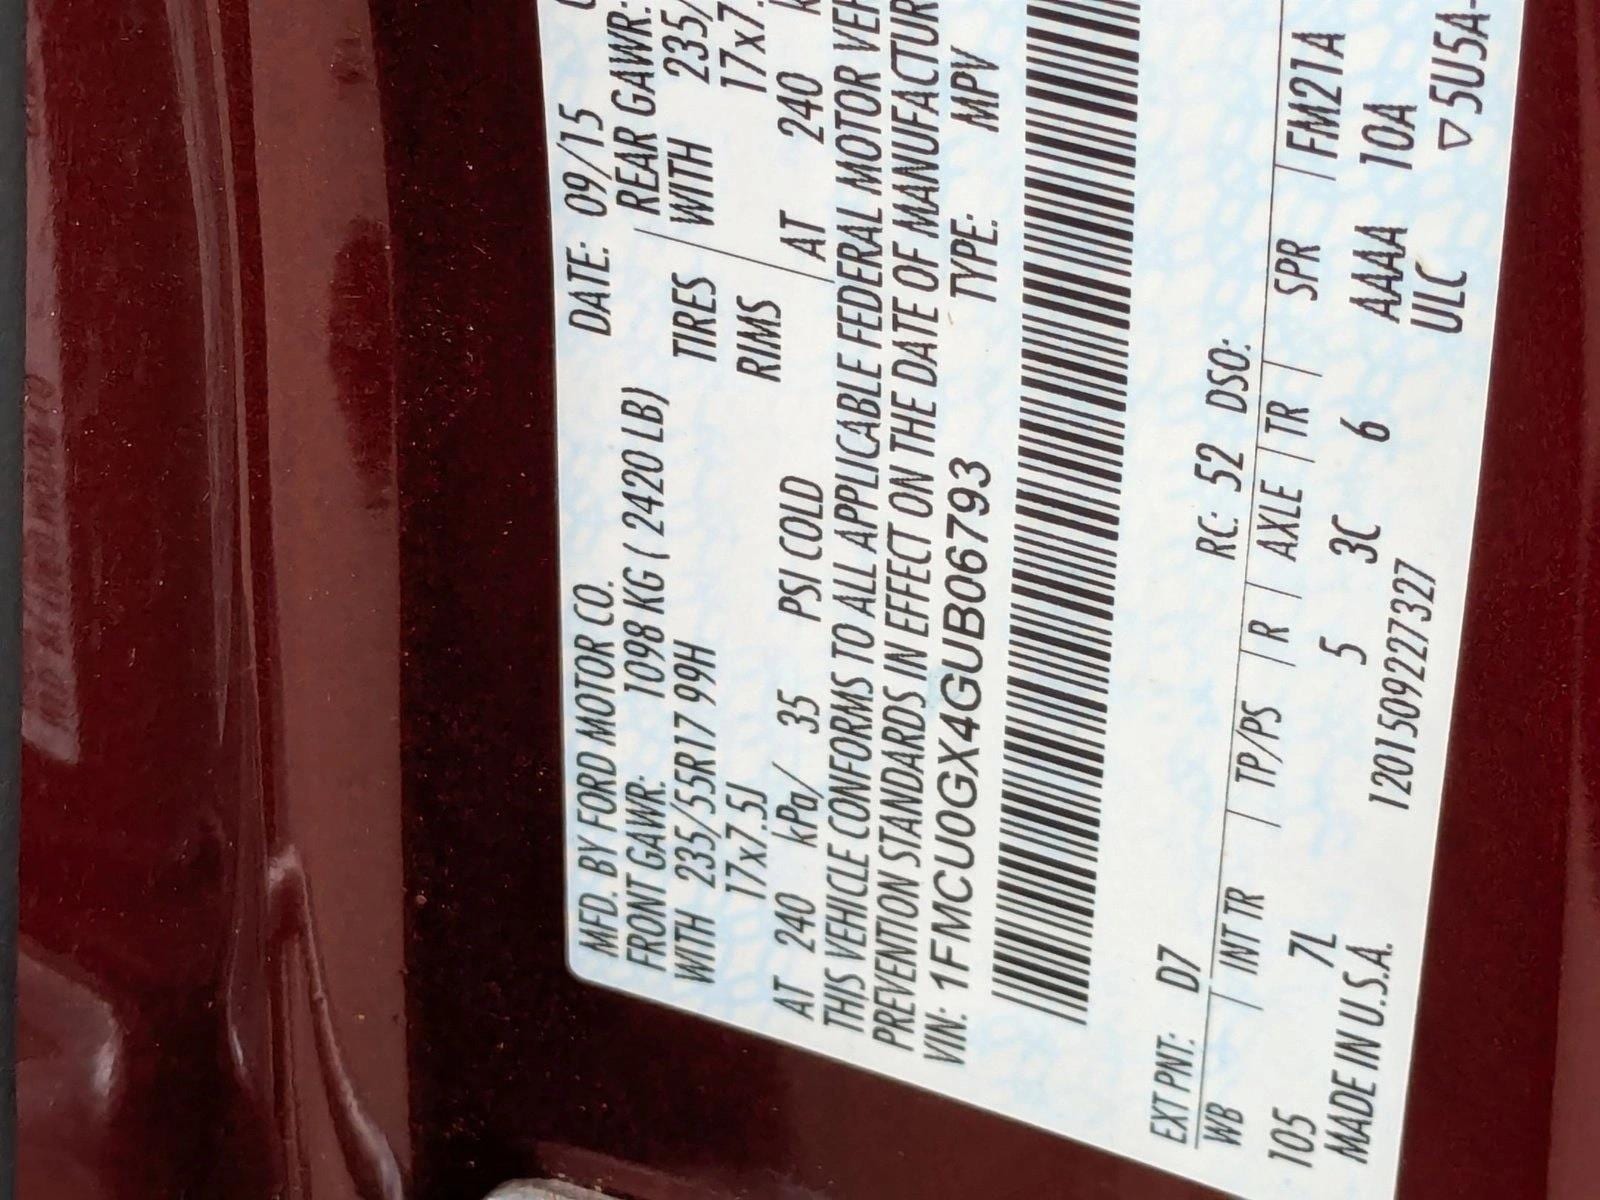 MFD. BY FORD MOTOR CO. DATE: 09/15
FRONT GAWR: 1098 KG ( 2420 LB) REAR GAWR:
WITH 235/55R17 99H TIRES WITH 235/
17x7.5J RIMS 17x7.
AT 240 kPa/ 35 PSI COLD AT 240
THIS VEHICLE CONFORMS TO ALL APPLICABLE FEDERAL MOTOR VEH
PREVENTION STANDARDS IN EFFECT ON THE DATE OF MANUFACTUR
VIN: 1FMCU0GX4GUB06793 TYPE: MPV
EXT PNT: D7 RC: 52 DSO:
WB | INT TR | TP/PS | R | AXLE | TR | SPR | FM21A
105 7L 5 3C 6 AAAA 10A
MADE IN U.S.A. 1201509227327 ULC ▽5U5A-